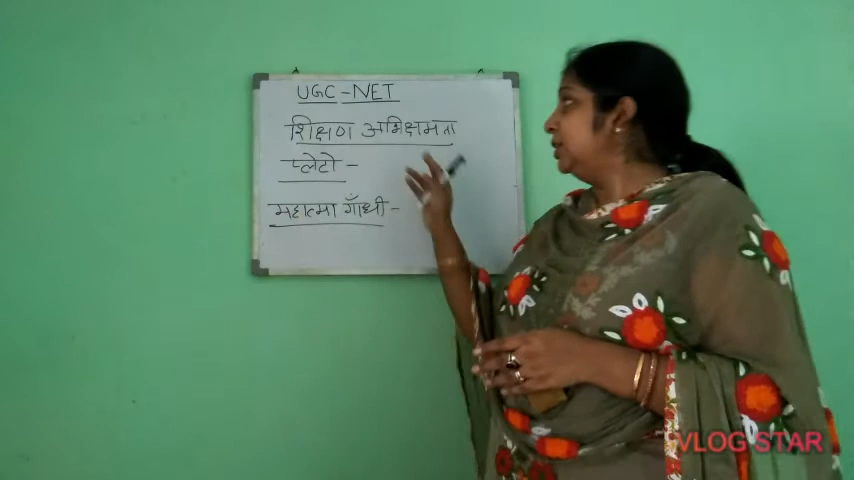 UGC-NET
शिक्षण अभिक्षमता
प्लेटो -
महात्मा गाँधी -
VLOG STAR